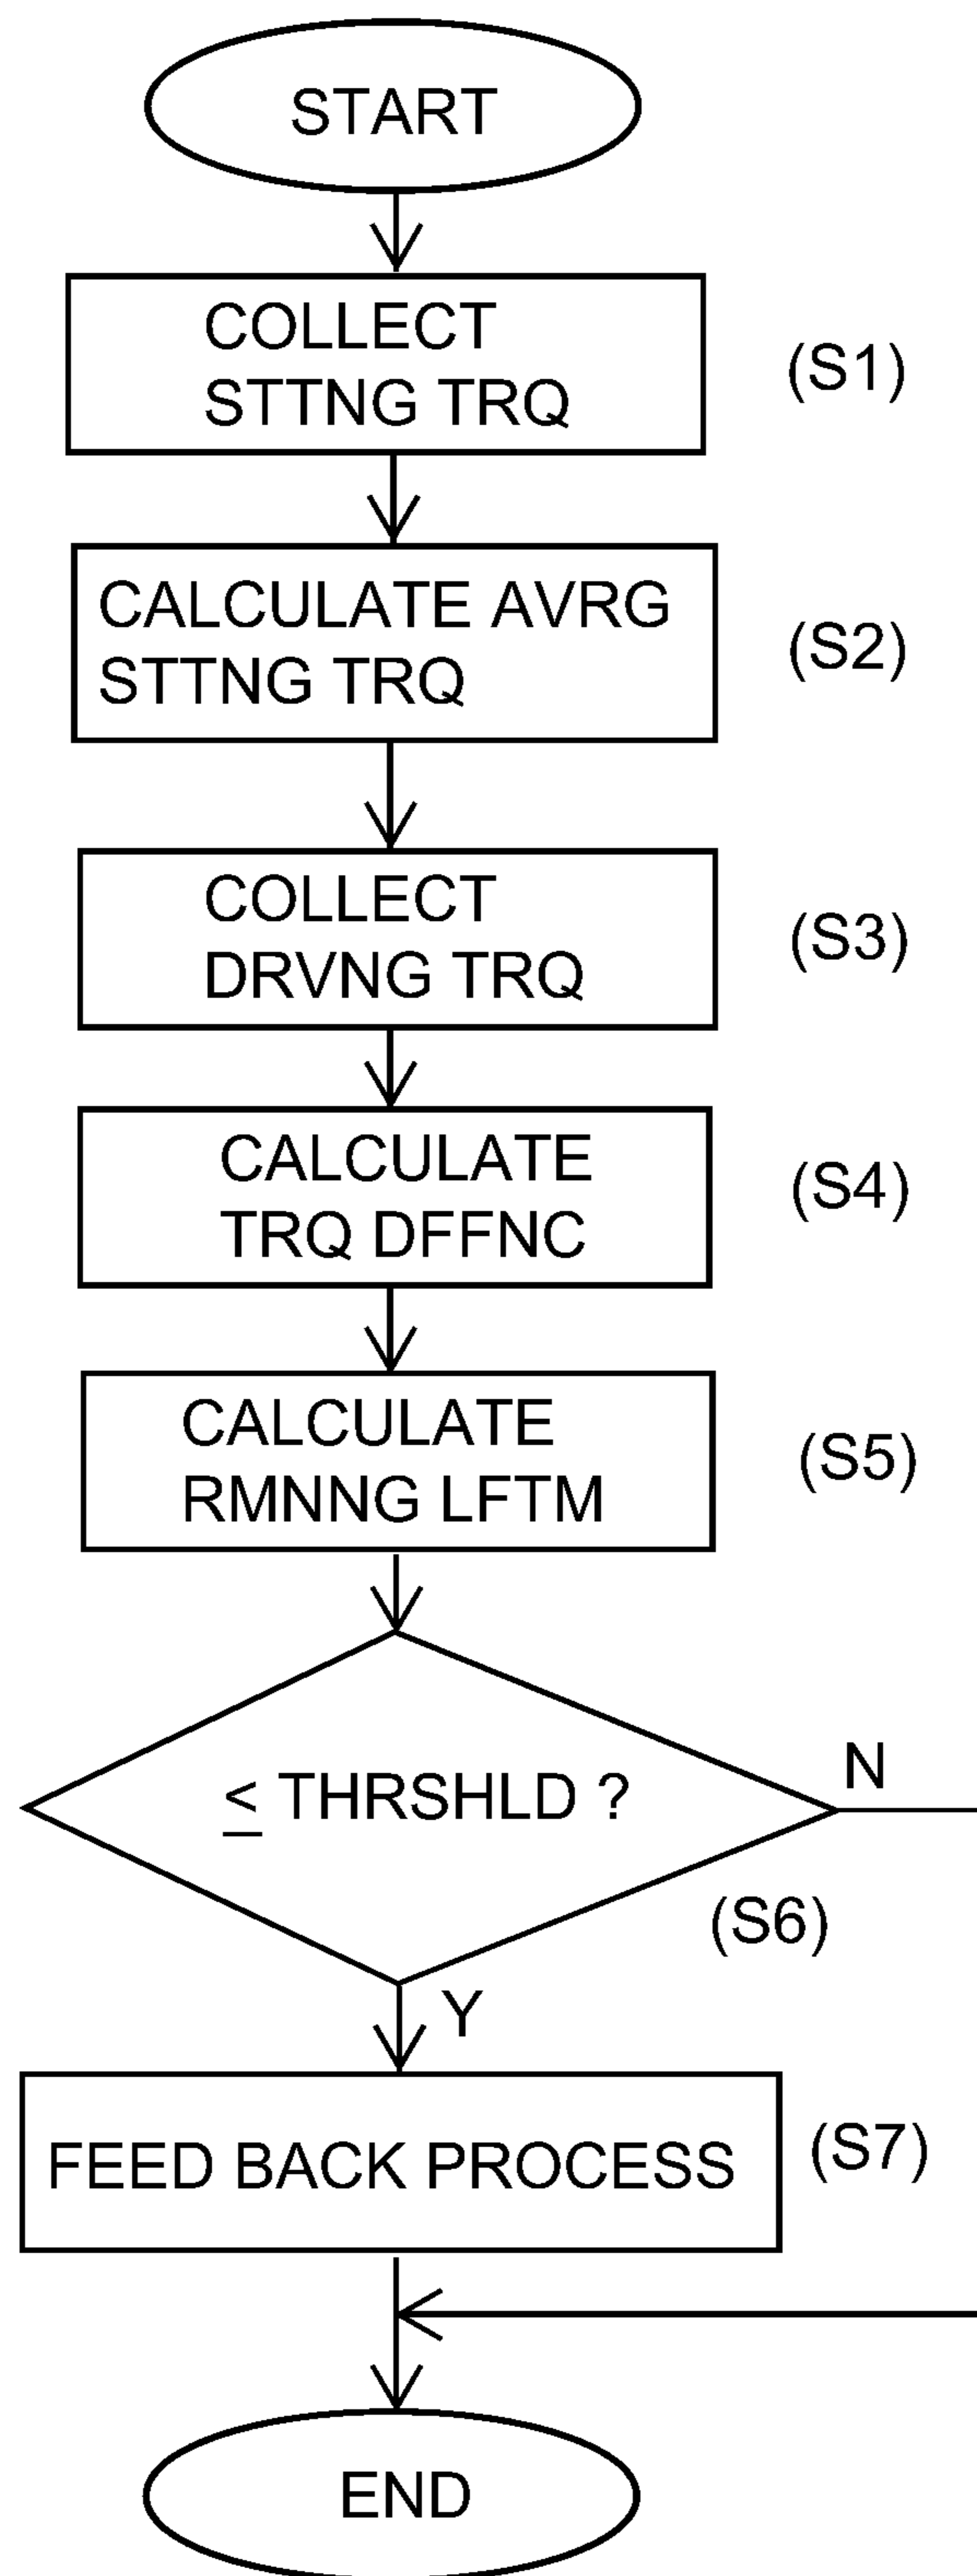 START
COLLECT
STTNG TRQ
(S1)
CALCULATE AVRG
STTNG TRQ
(S2)
COLLECT
DRVNG TRQ
(S3)
CALCULATE
TRQ DFFNC
(S4)
CALCULATE
RMNNG LFTM
(S5)
≤ THRSHLD ?
N
(S6)
Y
FEED BACK PROCESS
(S7)
END